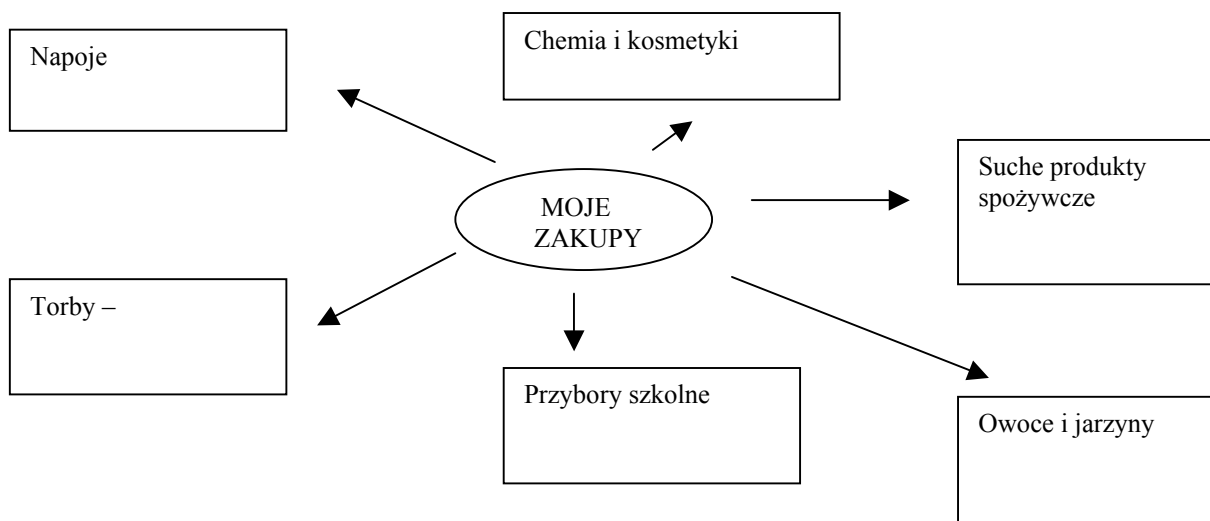 Chemia i kosmetyki
Napoje
Suche produkty
spożywcze
MOJE
ZAKUPY
Torby –
Przybory szkolne
Owoce i jarzyny